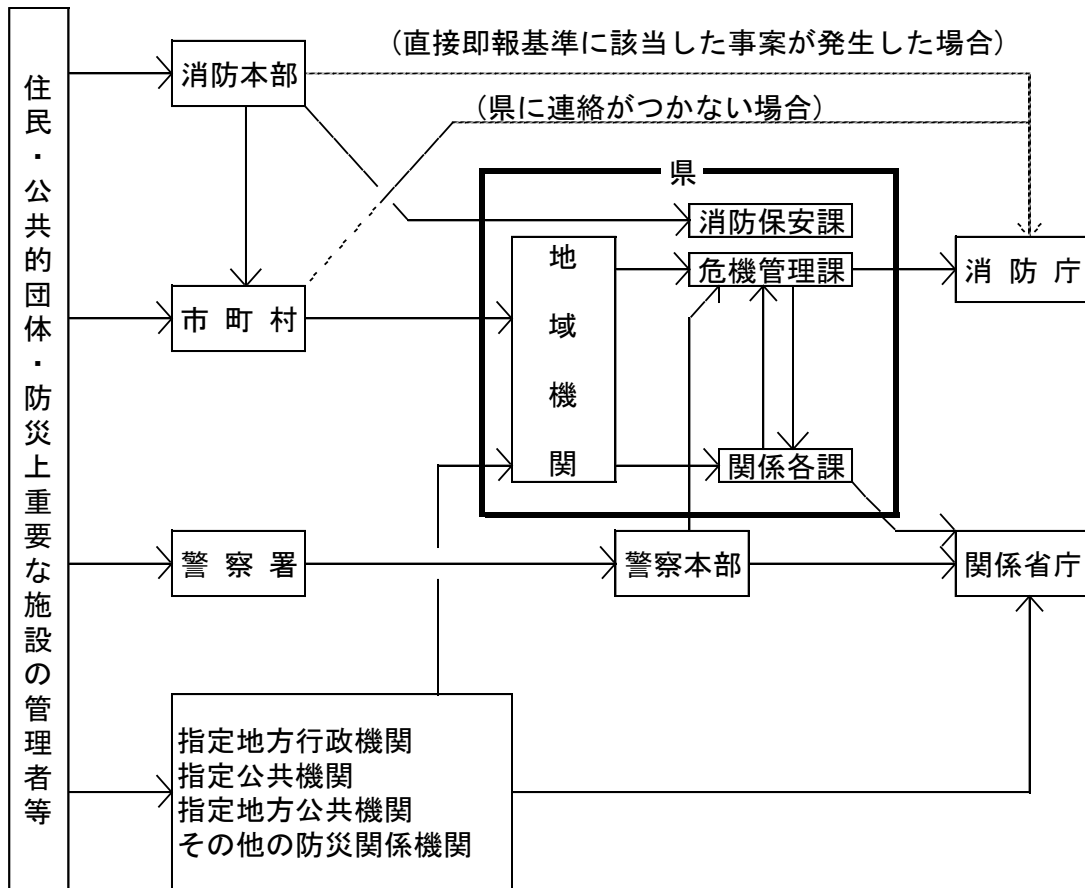 住民・公共的団体・防災上重要な施設の管理者等
（直接即報基準に該当した事案が発生した場合）
消防本部
（県に連絡がつかない場合）
県
消防保安課
地域機関
危機管理課
消防庁
市町村
関係各課
警察署
警察本部
関係省庁
指定地方行政機関
指定公共機関
指定地方公共機関
その他の防災関係機関